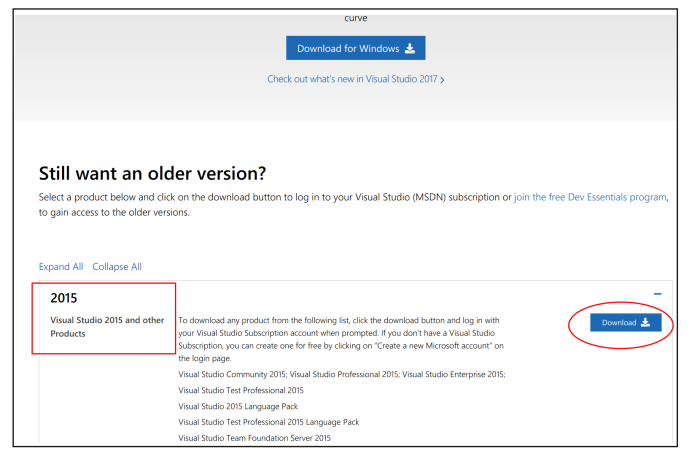 curve
Download for Windows
Check out what's new in Visual Studio 2017 >
Still want an older version?
Select a product below and click on the download button to log in to your Visual Studio (MSDN) subscription or join the free Dev Essentials program,
to gain access to the older versions.
Expand All Collapse All
2015
Visual Studio 2015 and other
Products
To download any product from the following list, click the download button and log in with
your Visual Studio Subscription account when prompted. If you don't have a Visual Studio
Subscription, you can create one for free by clicking on "Create a new Microsoft account" on
the login page.
Download
Visual Studio Community 2015; Visual Studio Professional 2015; Visual Studio Enterprise 2015;
Visual Studio Test Professional 2015
Visual Studio 2015 Language Pack
Visual Studio Test Professional 2015 Language Pack
Visual Studio Team Foundation Server 2015